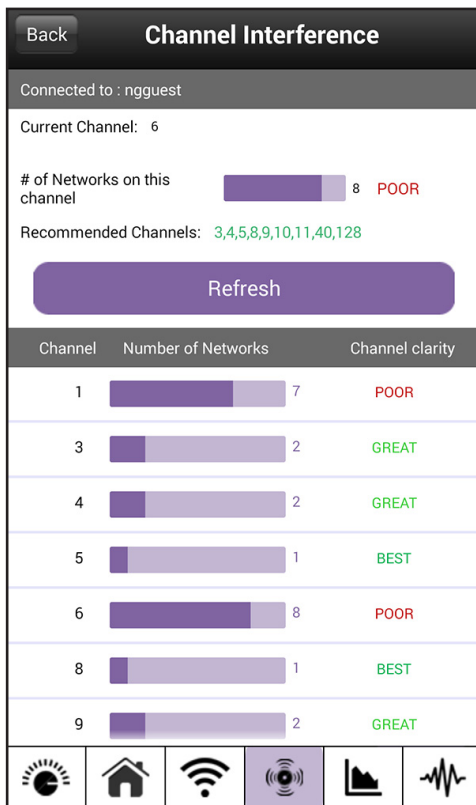 Back Channel Interference
Connected to : ngguest
Current Channel: 6
# of Networks on this
channel 8 POOR
Recommended Channels: 3,4,5,8,9,10,11,40,128
Refresh
Channel Number of Networks Channel clarity
1 7 POOR
3 2 GREAT
4 2 GREAT
5 1 BEST
6 8 POOR
8 1 BEST
9 2 GREAT